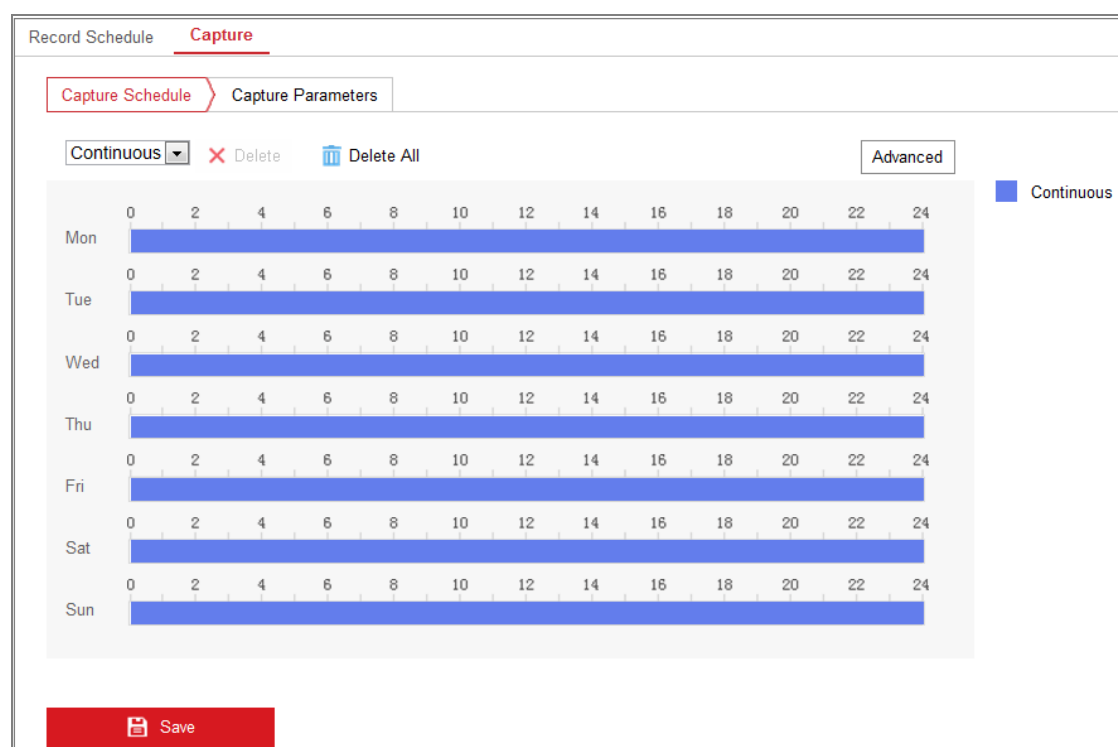 Record Schedule Capture
Capture Schedule Capture Parameters
Continuous Delete Delete All Advanced
Continuous
0 2 4 6 8 10 12 14 16 18 20 22 24
Mon
0 2 4 6 8 10 12 14 16 18 20 22 24
Tue
0 2 4 6 8 10 12 14 16 18 20 22 24
Wed
0 2 4 6 8 10 12 14 16 18 20 22 24
Thu
0 2 4 6 8 10 12 14 16 18 20 22 24
Fri
0 2 4 6 8 10 12 14 16 18 20 22 24
Sat
0 2 4 6 8 10 12 14 16 18 20 22 24
Sun
Save